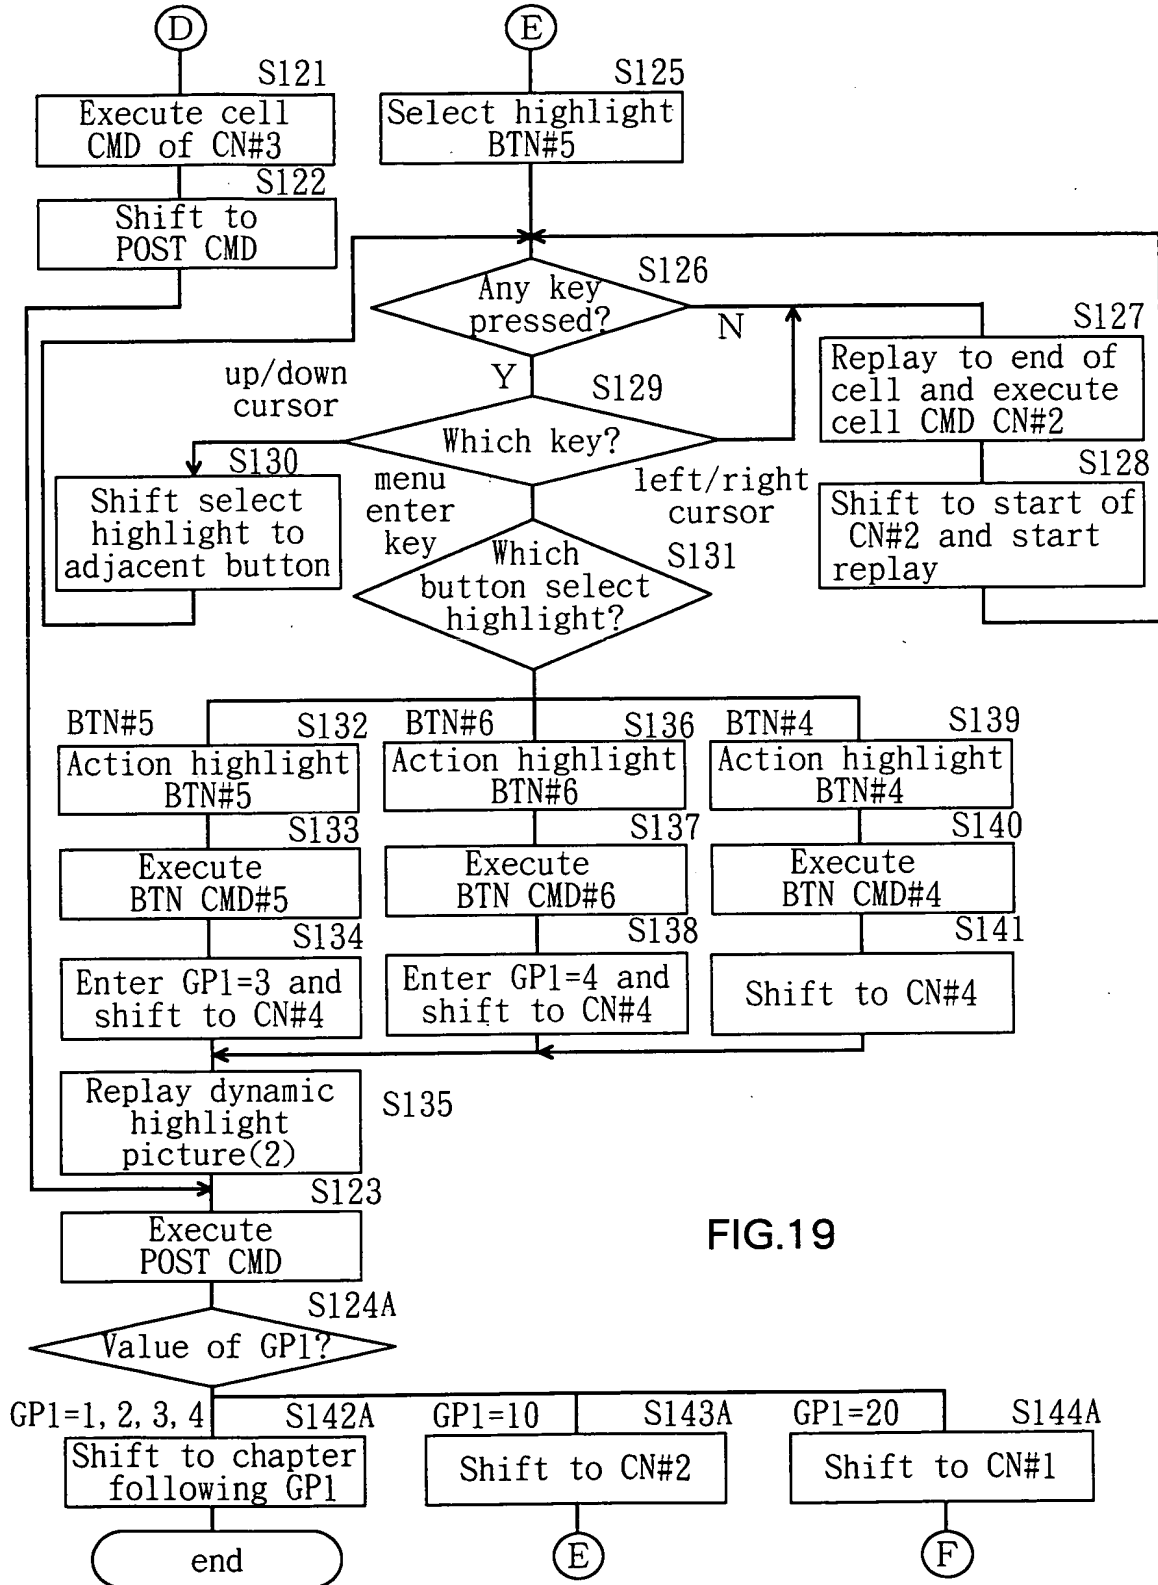 D
E
S121
Execute cell
CMD of CN#3
S125
Select highlight
BTN#5
S122
Shift to
POST CMD
S126
Any key
pressed?
N
Y
S127
Replay to end of
cell and execute
cell CMD CN#2
up/down
cursor
S129
Which key?
S130
Shift select
highlight to
adjacent button
menu
enter
key
left/right
cursor
S128
Shift to start of
CN#2 and start
replay
S131
Which
button select
highlight?
BTN#5
S132
Action highlight
BTN#5
BTN#6
S136
Action highlight
BTN#6
BTN#4
S139
Action highlight
BTN#4
S133
Execute
BTN CMD#5
S137
Execute
BTN CMD#6
S140
Execute
BTN CMD#4
S134
Enter GP1=3 and
shift to CN#4
S138
Enter GP1=4 and
shift to CN#4
S141
Shift to CN#4
Replay dynamic
highlight
picture(2)
S135
S123
Execute
POST CMD
FIG.19
S124A
Value of GP1?
GP1=1, 2, 3, 4
S142A
Shift to chapter
following GP1
GP1=10
S143A
Shift to CN#2
GP1=20
S144A
Shift to CN#1
end
E
F